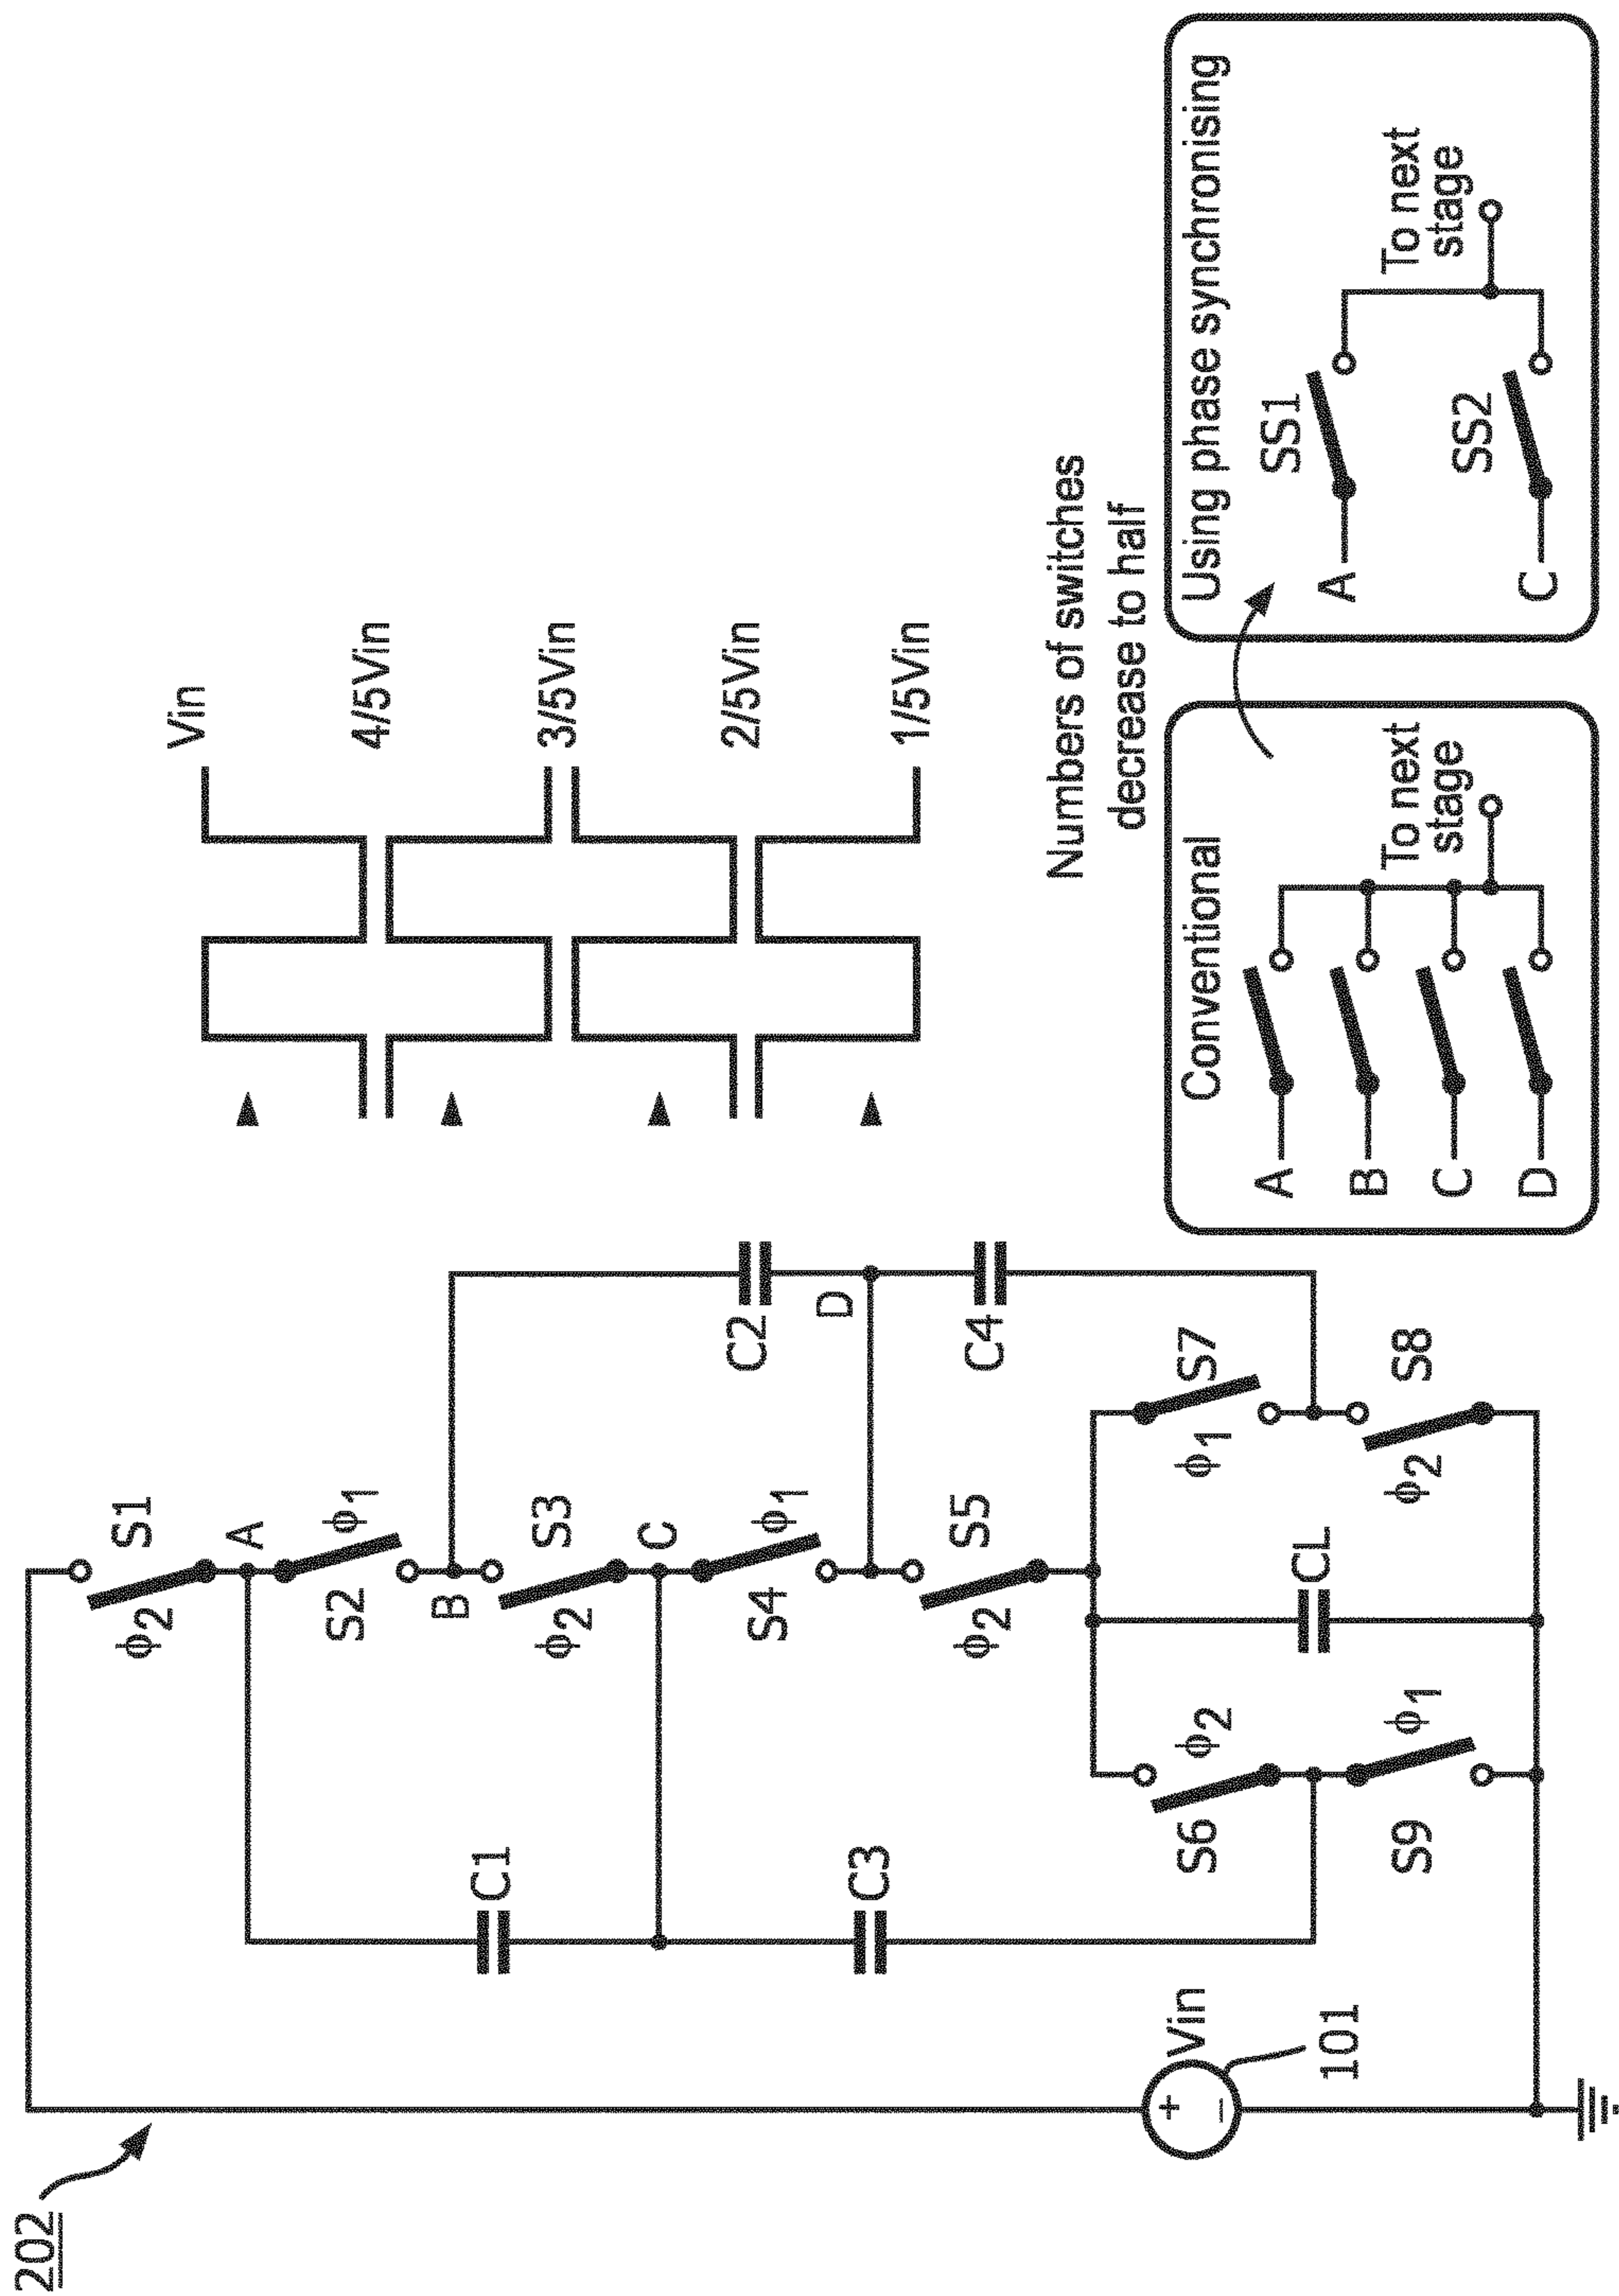 202
Vin
101
S1
ϕ2
A
ϕ1
S2
B
S3
ϕ2
C
ϕ1
S4
D
S5
ϕ2
C1
C3
C2
C4
S6
ϕ2
S9
ϕ1
CL
S7
ϕ1
S8
ϕ2
Vin
4/5Vin
3/5Vin
2/5Vin
1/5Vin
Numbers of switches
decrease to half
Conventional
A
B
C
D
To next
stage
Using phase synchronising
SS1
A
SS2
C
To next
stage